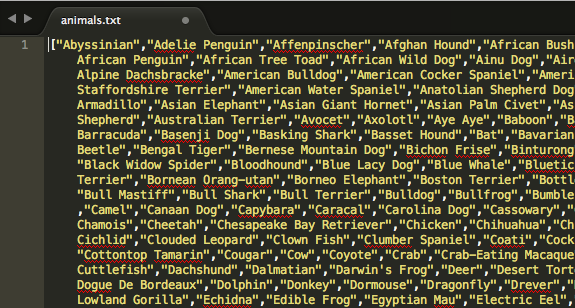 animals.txt
1 ["Abyssinian","Adelie Penguin","Affenpinscher","Afghan Hound","African Bush
African Penguin","African Tree Toad","African Wild Dog","Ainu Dog","Aire
Alpine Dachsbracke","American Bulldog","American Cocker Spaniel","Ameri
Staffordshire Terrier","American Water Spaniel","Anatolian Shepherd Dog
Armadillo","Asian Elephant","Asian Giant Hornet","Asian Palm Civet","As
Shepherd","Australian Terrier","Avocet","Axolotl","Aye Aye","Baboon","B
Barracuda","Basenji Dog","Basking Shark","Basset Hound","Bat","Bavarian
Beetle","Bengal Tiger","Bernese Mountain Dog","Bichon Frise","Binturong
"Black Widow Spider","Bloodhound","Blue Lacy Dog","Blue Whale","Bluetic
Terrier","Bornean Orang-utan","Borneo Elephant","Boston Terrier","Bottl
"Bull Mastiff","Bull Shark","Bull Terrier","Bulldog","Bullfrog","Bumble
,"Camel","Canaan Dog","Capybara","Caracal","Carolina Dog","Cassowary","
Chamois","Cheetah","Chesapeake Bay Retriever","Chicken","Chihuahua","Ch
Cichlid","Clouded Leopard","Clown Fish","Clumber Spaniel","Coati","Cock
"Cottontop Tamarin","Cougar","Cow","Coyote","Crab","Crab-Eating Macaque
Cuttlefish","Dachshund","Dalmatian","Darwin's Frog","Deer","Desert Tort
Dogue De Bordeaux","Dolphin","Donkey","Dormouse","Dragonfly","Drever","
Lowland Gorilla","Echidna","Edible Frog","Egyptian Mau","Electric Eel"